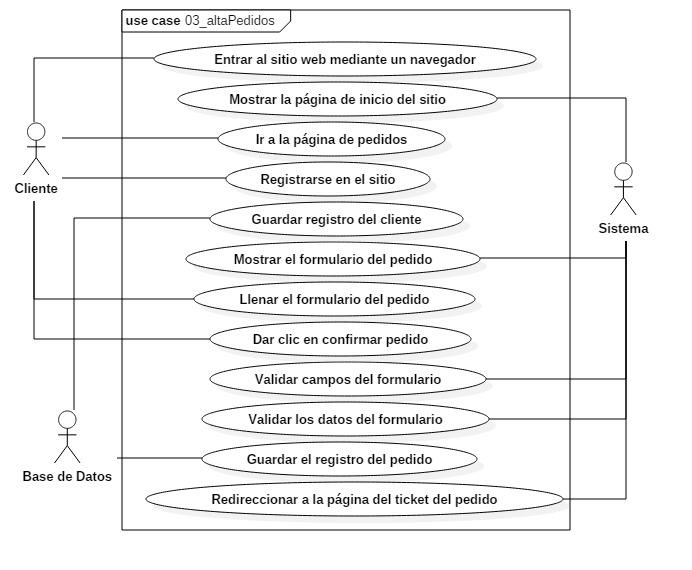 use case 03_altaPedidos
Entrar al sitio web mediante un navegador
Mostrar la página de inicio del sitio
Ir a la página de pedidos
Registrarse en el sitio
Cliente
Guardar registro del cliente
Sistema
Mostrar el formulario del pedido
Llenar el formulario del pedido
Dar clic en confirmar pedido
Validar campos del formulario
Validar los datos del formulario
Guardar el registro del pedido
Base de Datos
Redireccionar a la página del ticket del pedido